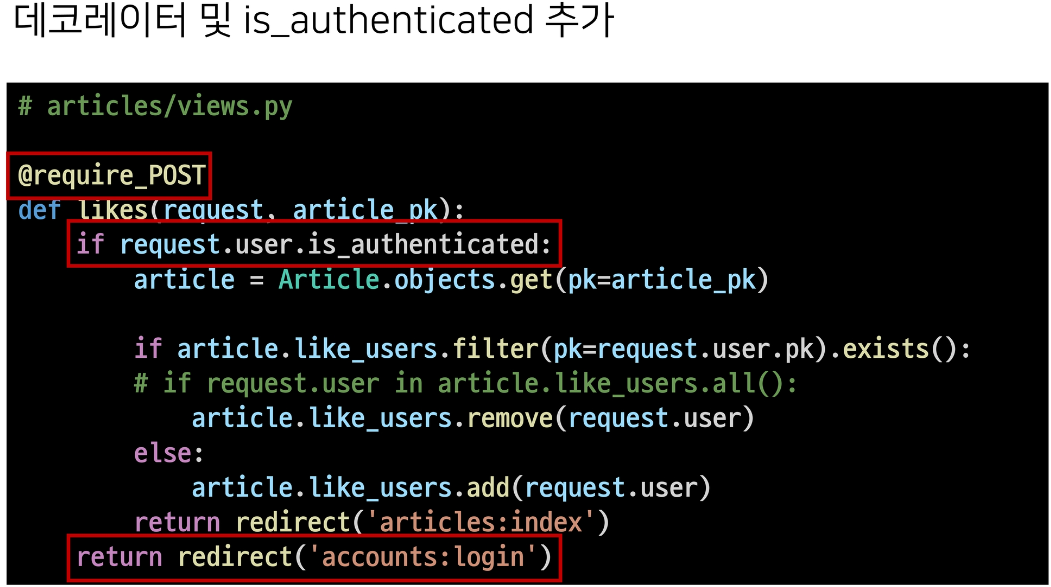 데코레이터 및 is_authenticated 추가
# articles/views.py
@require_POST
def likes(request, article_pk):
if request.user.is_authenticated:
article = Article.objects.get(pk=article_pk)
if article.like_users.filter(pk=request.user.pk).exists():
# if request.user in article.like_users.all():
article.like_users.remove(request.user)
else:
article.like_users.add(request.user)
return redirect('articles:index')
return redirect('accounts:login')